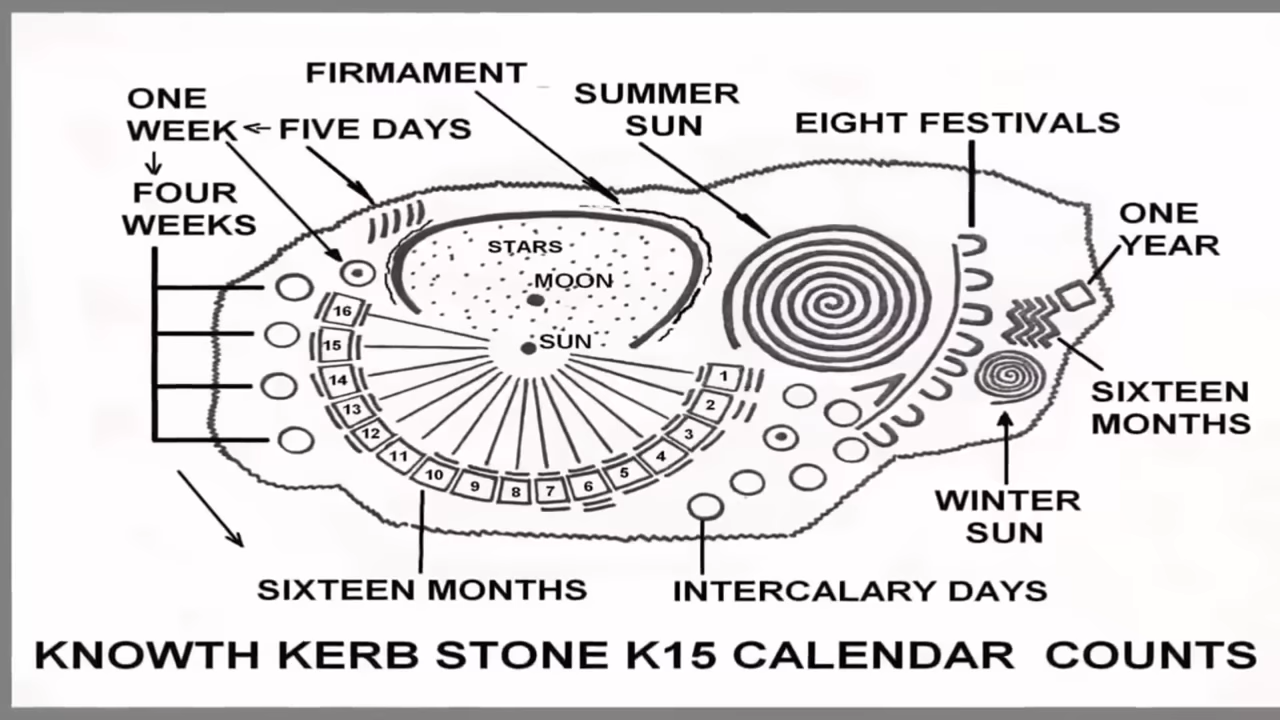 FIRMAMENT
ONE
WEEK
FIVE DAYS
FOUR
WEEKS
SUMMER
SUN
EIGHT FESTIVALS
ONE
YEAR
STARS
MOON
SUN
16
15
14
13
12
11
10
9
8
7
6
5
4
3
2
1
SIXTEEN
MONTHS
WINTER
SUN
SIXTEEN MONTHS
INTERCALARY DAYS
KNOWTH KERB STONE K15 CALENDAR COUNTS